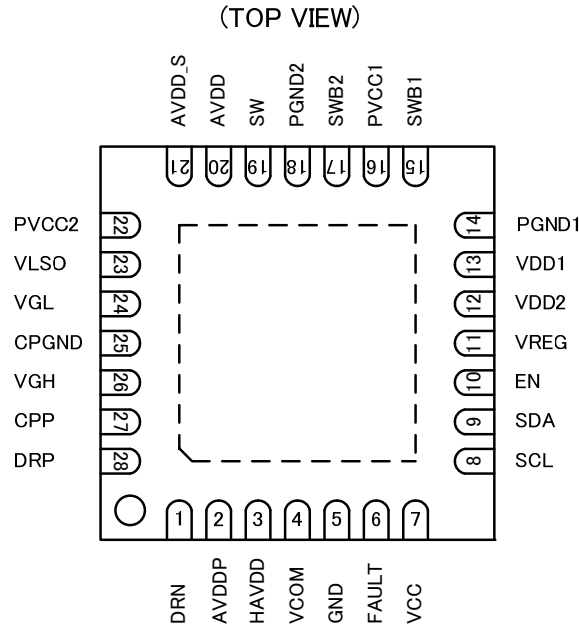 (TOP VIEW)
AVDD_S
AVDD
SW
PGND2
SWB2
PVCC1
SWB1
21
20
19
18
17
16
15
PVCC2 22
VLSO 23
VGL 24
CPGND 25
VGH 26
CPP 27
DRP 28
14 PGND1
13 VDD1
12 VDD2
11 VREG
10 EN
9 SDA
8 SCL
1
2
3
4
5
6
7
DRN
AVDDP
HAVDD
VCOM
GND
FAULT
VCC